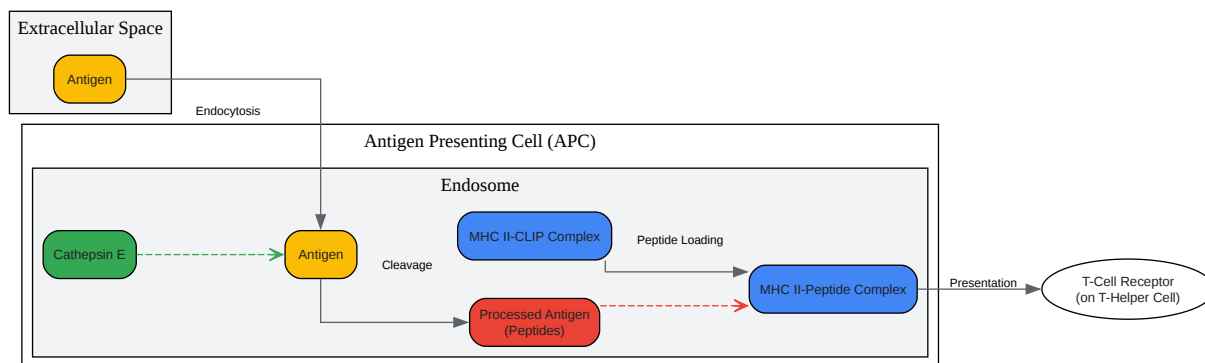 Extracellular Space
Antigen
Endocytosis
Antigen Presenting Cell (APC)
Endosome
Cathepsin E
Antigen
Cleavage
MHC II-CLIP Complex
Peptide Loading
Processed Antigen
(Peptides)
MHC II-Peptide Complex
Presentation
T-Cell Receptor
(on T-Helper Cell)